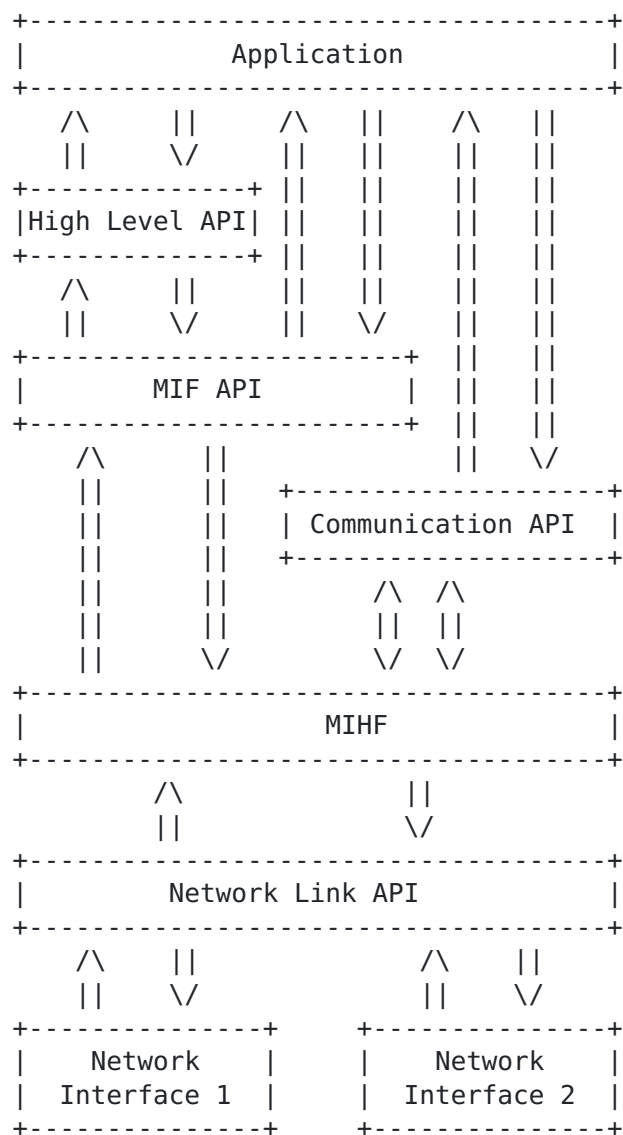 Application
High Level API
MIF API
Communication API
MIHF
Network Link API
Network Network
Interface 1 Interface 2